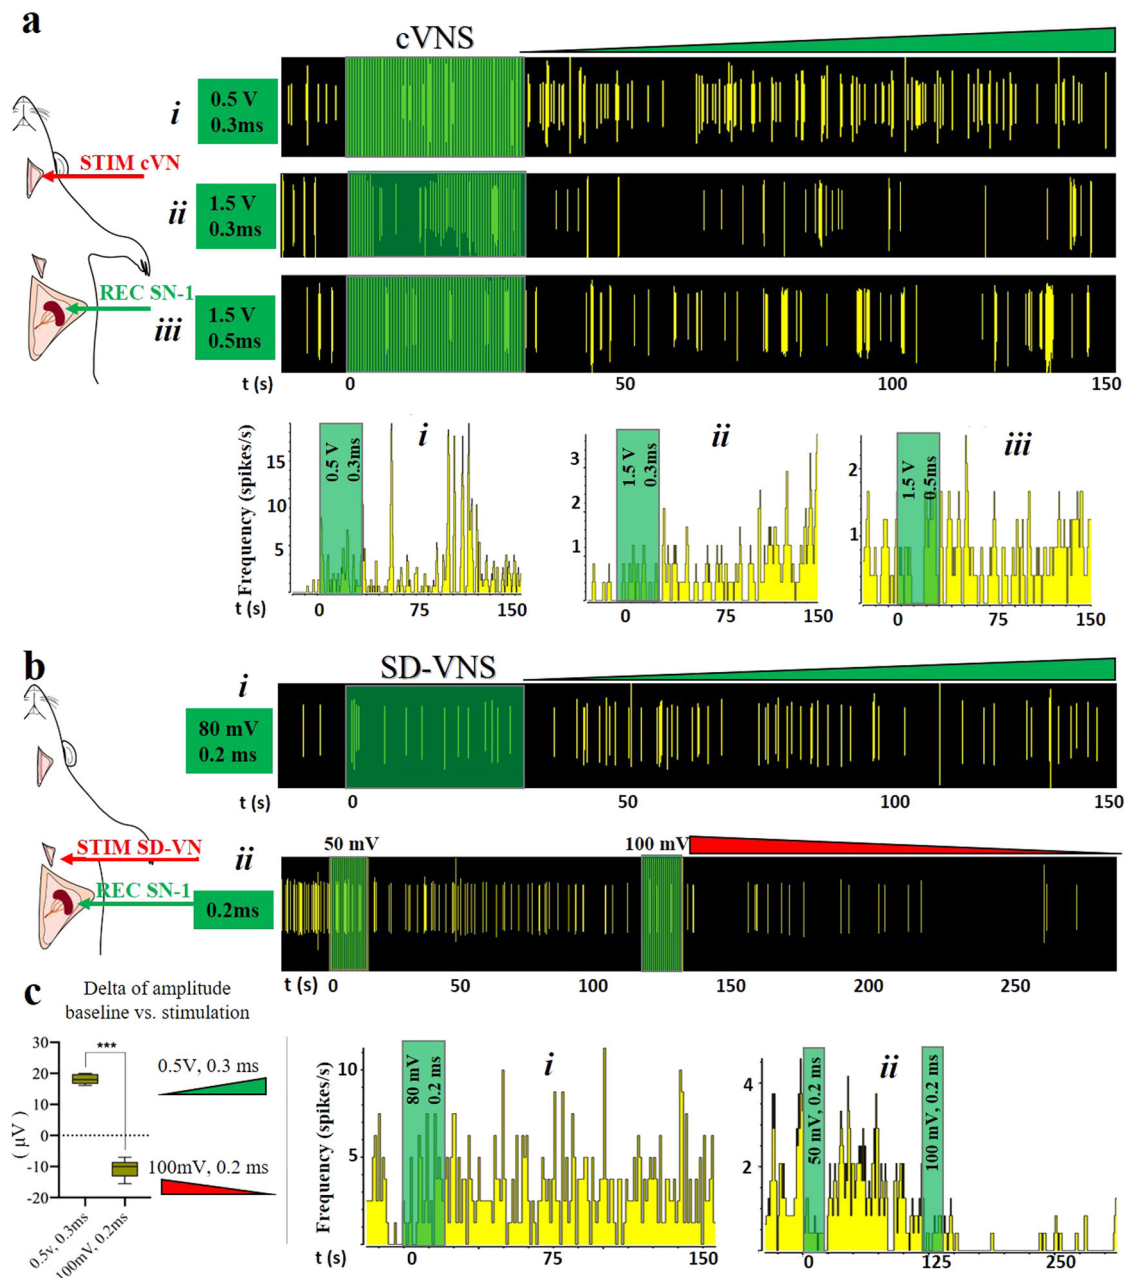 a
cVNS
i
0.5 V
0.3ms
STIM cVN
ii
1.5 V
0.3ms
REC SN-1
iii
1.5 V
0.5ms
t (s)
0
50
100
150
Frequency (spikes/s)
15
10
5
0.5 V
0.3ms
i
t (s)
0
75
150
3
2
1
1.5 V
0.3ms
ii
0
75
150
2
1
0
1.5 V
0.5ms
iii
0
75
150
b
SD-VNS
i
80 mV
0.2 ms
t (s)
0
50
100
150
STIM SD-VN
REC SN-1
ii
0.2ms
50 mV
100 mV
t (s)
0
50
100
150
200
250
c
Delta of amplitude
baseline vs. stimulation
( μV )
30
20
10
0
-10
-20
***
0.5V, 0.3 ms
100mV, 0.2 ms
0.5v, 0.3ms
100mV, 0.2ms
Frequency (spikes/s)
10
5
0
80 mV
0.2 ms
i
t (s)
0
75
150
4
2
0
50 mV, 0.2 ms
ii
100 mV, 0.2 ms
0
125
250